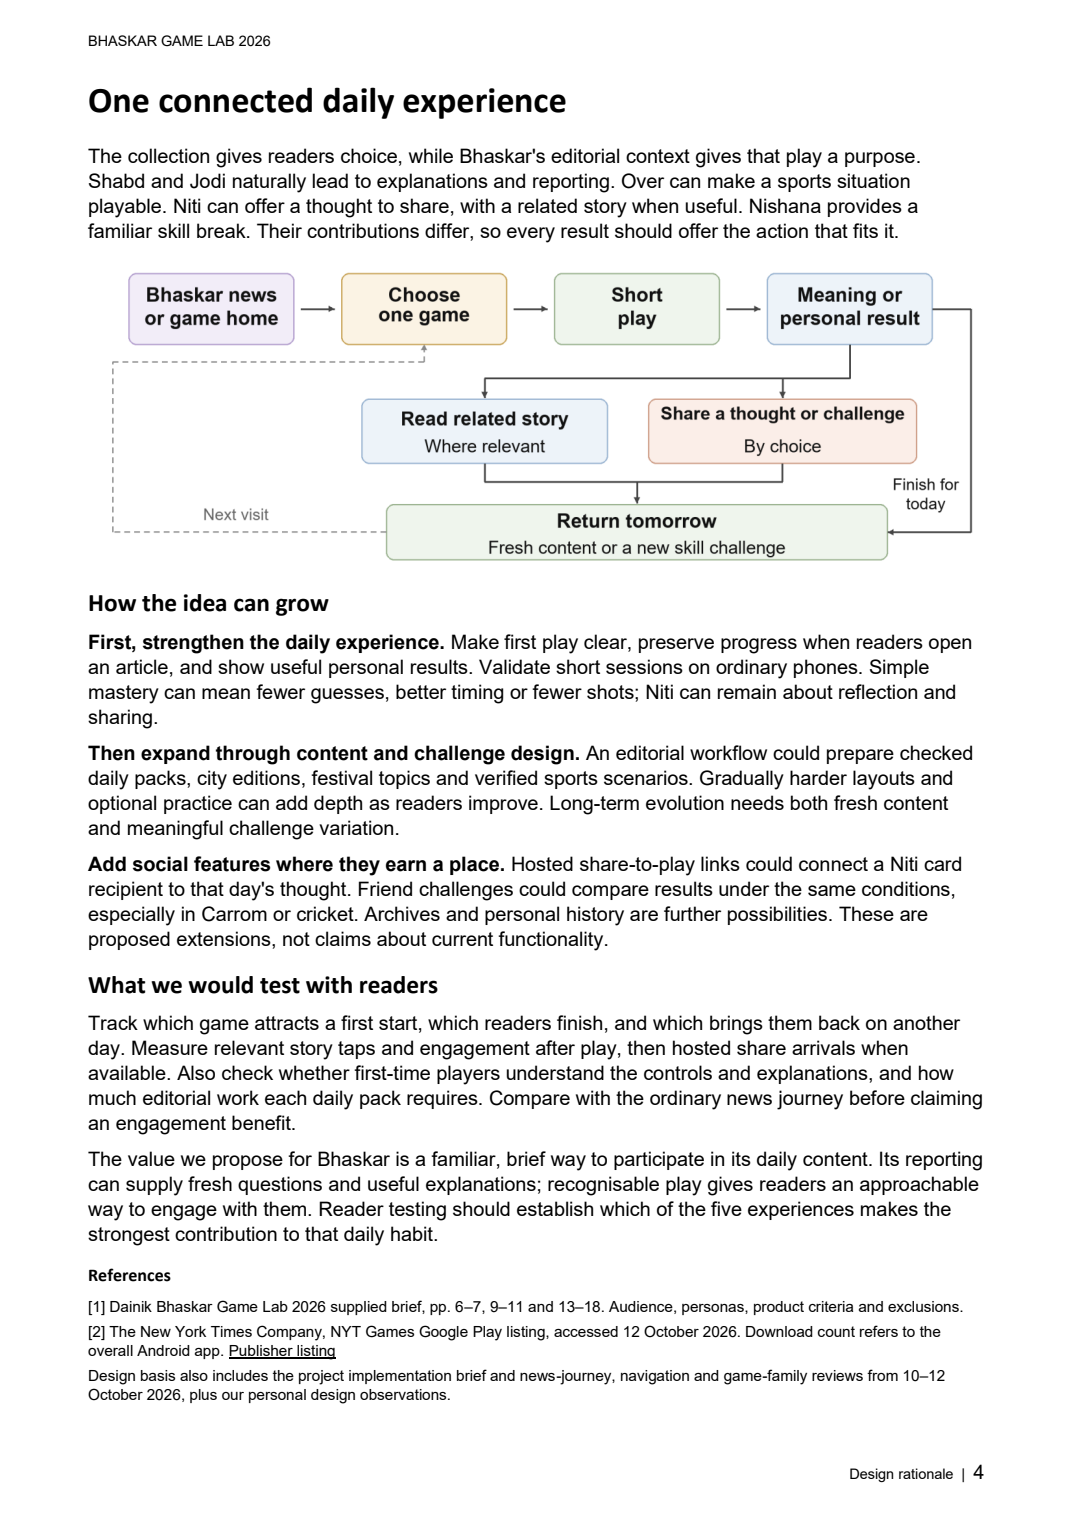 BHASKAR GAME LAB 2026
One connected daily experience
The collection gives readers choice, while Bhaskar's editorial context gives that play a purpose.
Shabd and Jodi naturally lead to explanations and reporting. Over can make a sports situation
playable. Niti can offer a thought to share, with a related story when useful. Nishana provides a
familiar skill break. Their contributions differ, so every result should offer the action that fits it.
Bhaskar news
or game home
Choose
one game
Short
play
Meaning or
personal result
Read related story
Where relevant
Share a thought or challenge
By choice
Finish for
today
Next visit
Return tomorrow
Fresh content or a new skill challenge
How the idea can grow
First, strengthen the daily experience. Make first play clear, preserve progress when readers open
an article, and show useful personal results. Validate short sessions on ordinary phones. Simple
mastery can mean fewer guesses, better timing or fewer shots; Niti can remain about reflection and
sharing.
Then expand through content and challenge design. An editorial workflow could prepare checked
daily packs, city editions, festival topics and verified sports scenarios. Gradually harder layouts and
optional practice can add depth as readers improve. Long-term evolution needs both fresh content
and meaningful challenge variation.
Add social features where they earn a place. Hosted share-to-play links could connect a Niti card
recipient to that day's thought. Friend challenges could compare results under the same conditions,
especially in Carrom or cricket. Archives and personal history are further possibilities. These are
proposed extensions, not claims about current functionality.
What we would test with readers
Track which game attracts a first start, which readers finish, and which brings them back on another
day. Measure relevant story taps and engagement after play, then hosted share arrivals when
available. Also check whether first-time players understand the controls and explanations, and how
much editorial work each daily pack requires. Compare with the ordinary news journey before claiming
an engagement benefit.
The value we propose for Bhaskar is a familiar, brief way to participate in its daily content. Its reporting
can supply fresh questions and useful explanations; recognisable play gives readers an approachable
way to engage with them. Reader testing should establish which of the five experiences makes the
strongest contribution to that daily habit.
References
[1] Dainik Bhaskar Game Lab 2026 supplied brief, pp. 6–7, 9–11 and 13–18. Audience, personas, product criteria and exclusions.
[2] The New York Times Company, NYT Games Google Play listing, accessed 12 October 2026. Download count refers to the
overall Android app. Publisher listing
Design basis also includes the project implementation brief and news-journey, navigation and game-family reviews from 10–12
October 2026, plus our personal design observations.
Design rationale | 4